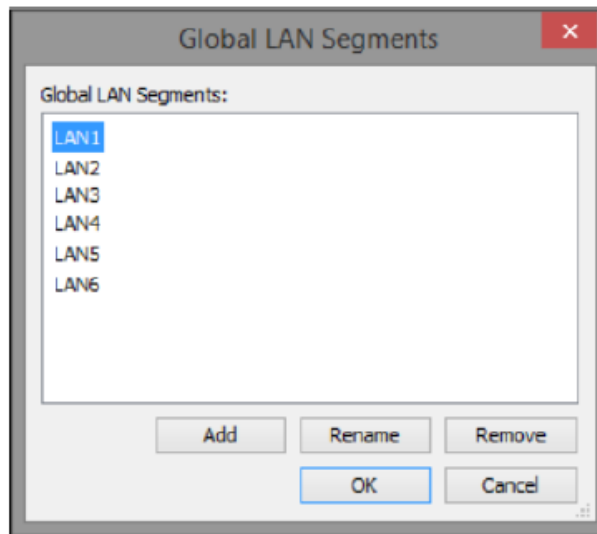 Global LAN Segments
Global LAN Segments:
LAN1
LAN2
LAN3
LAN4
LAN5
LAN6
Add Rename Remove
OK Cancel